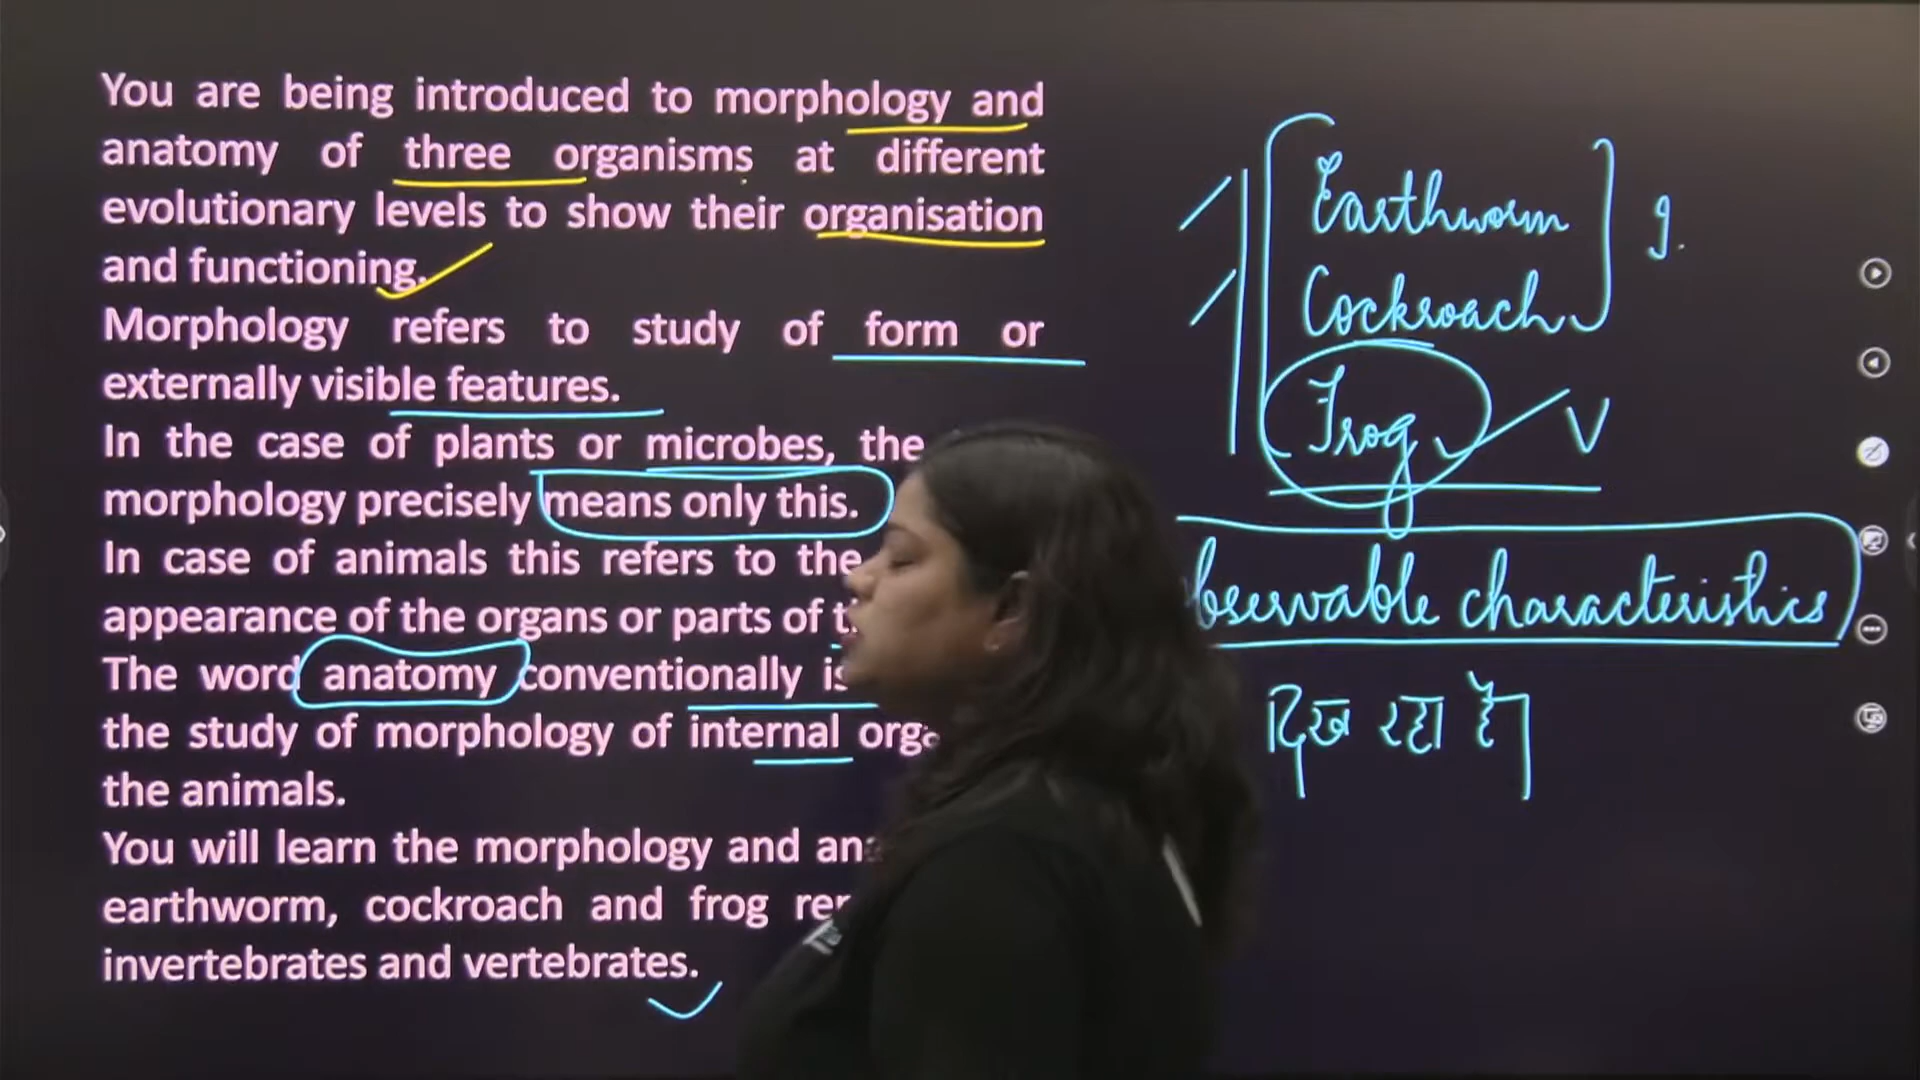 You are being introduced to morphology and
anatomy of three organisms at different
evolutionary levels to show their organisation
and functioning.
Morphology refers to study of form or
externally visible features.
In the case of plants or microbes, the
morphology precisely means only this.
In case of animals this refers to the
appearance of the organs or parts of
The word anatomy conventionally is
the study of morphology of internal
the animals.
You will learn the morphology and
earthworm, cockroach and frog
invertebrates and vertebrates.
Earthworm
Cockroach
Frog V
characteristics
दिख रहा है